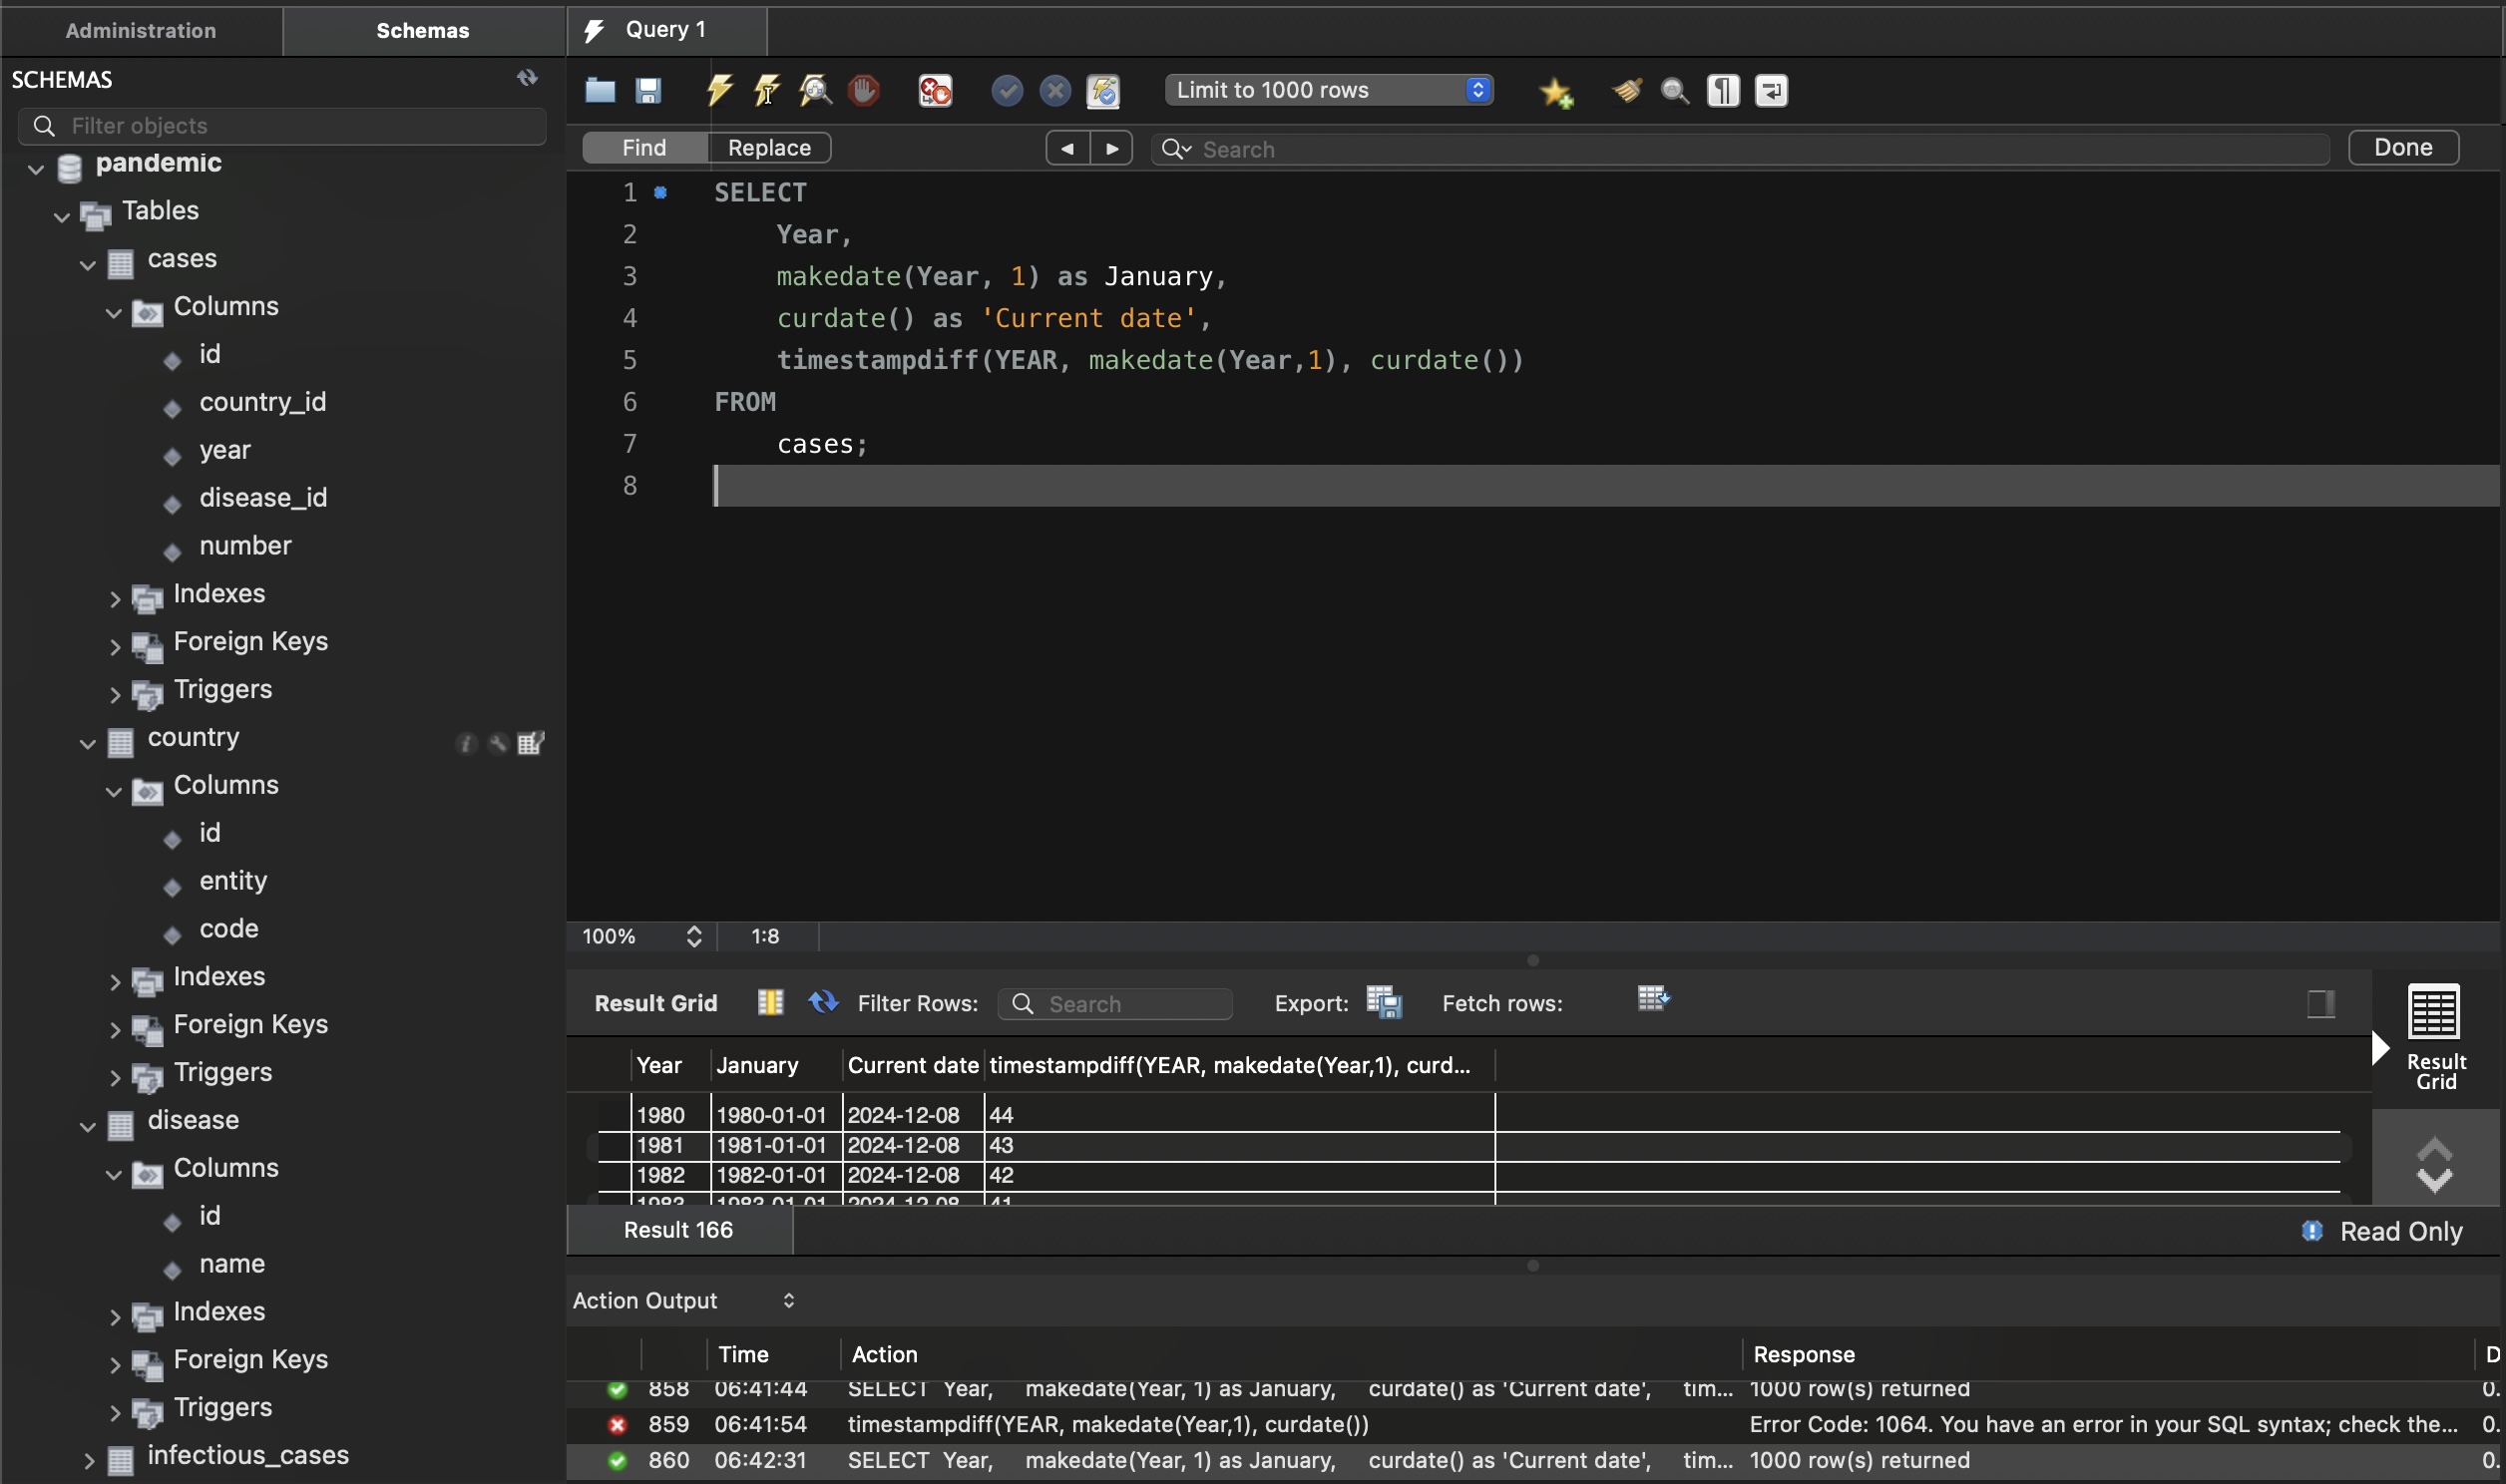 Administration
Schemas
SCHEMAS
Filter objects
pandemic
Tables
cases
Columns
id
country_id
year
disease_id
number
Indexes
Foreign Keys
Triggers
country
Columns
id
entity
code
Indexes
Foreign Keys
Triggers
disease
Columns
id
name
Indexes
Foreign Keys
Triggers
infectious_cases
Query 1
Limit to 1000 rows
Find Replace Search Done
1 SELECT
2 Year,
3 makedate(Year, 1) as January,
4 curdate() as 'Current date',
5 timestampdiff(YEAR, makedate(Year,1), curdate())
6 FROM
7 cases;
8
100% 1:8
Result Grid Filter Rows: Search Export: Fetch rows:
Year January Current date timestampdiff(YEAR, makedate(Year,1), curd...
1980 1980-01-01 2024-12-08 44
1981 1981-01-01 2024-12-08 43
1982 1982-01-01 2024-12-08 42
1983 1983-01-01 2024-12-08 41
Result
Grid
Result 166
Read Only
Action Output
Time Action Response D
858 06:41:44 SELECT Year, makedate(Year, 1) as January, curdate() as 'Current date', tim... 1000 row(s) returned 0.
859 06:41:54 timestampdiff(YEAR, makedate(Year,1), curdate()) Error Code: 1064. You have an error in your SQL syntax; check the... 0.
860 06:42:31 SELECT Year, makedate(Year, 1) as January, curdate() as 'Current date', tim... 1000 row(s) returned 0.